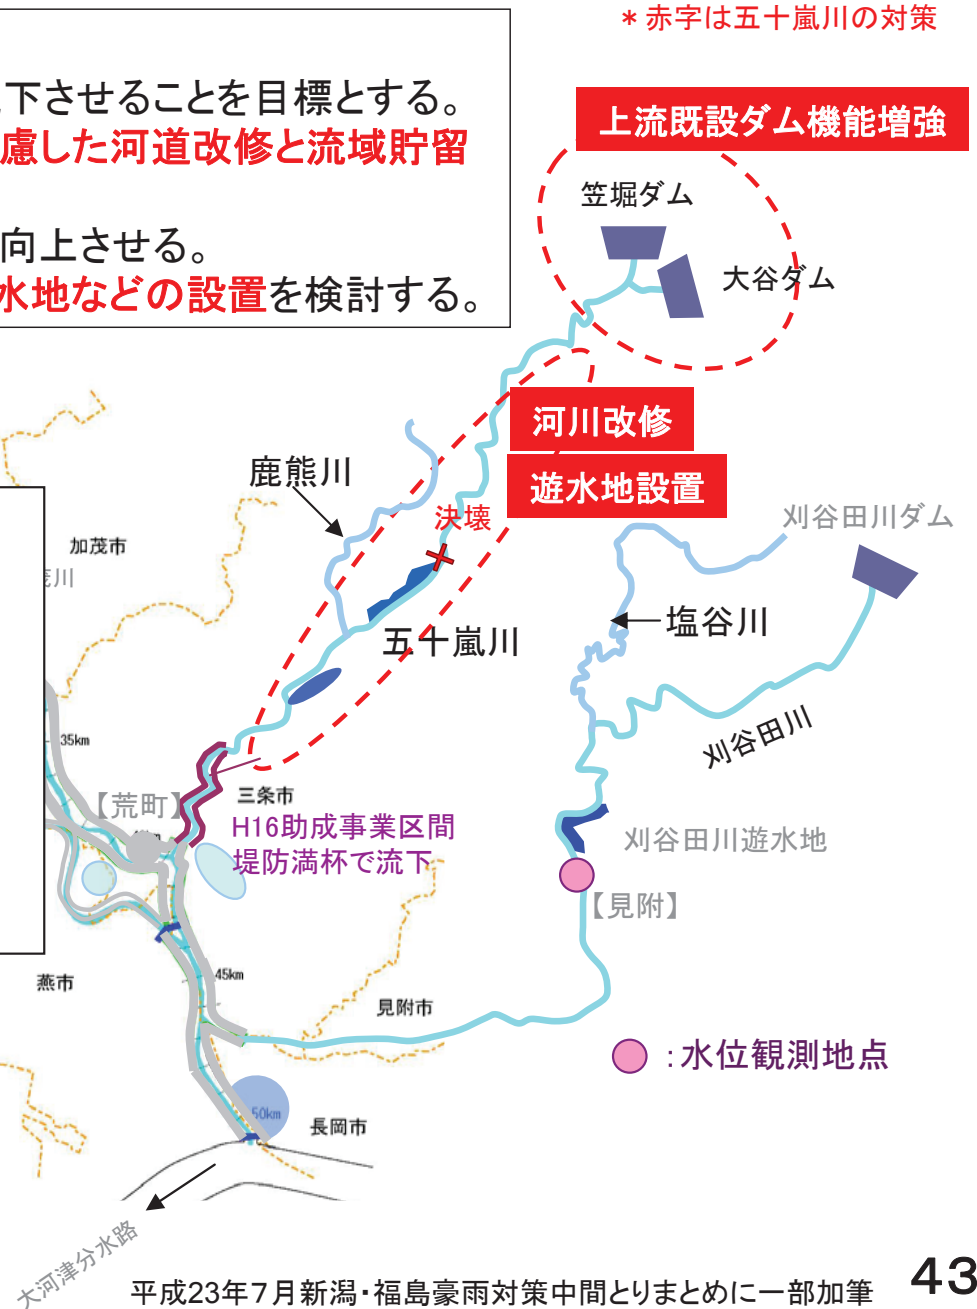 ＊赤字は五十嵐川の対策
下させることを目標とする。
慮した河道改修と流域貯留
向上させる。
水地などの設置を検討する。
上流既設ダム機能増強
笠堀ダム
大谷ダム
河川改修
遊水地設置
鹿熊川
決壊
刈谷田川ダム
加茂市
川
塩谷川
五十嵐川
刈谷田川
35km
【荒町】
三条市
H16助成事業区間
堤防満杯で流下
刈谷田川遊水地
【見附】
45km
燕市
見附市
：水位観測地点
50km
長岡市
大河津分水路
平成23年７月新潟・福島豪雨対策中間とりまとめに一部加筆
43